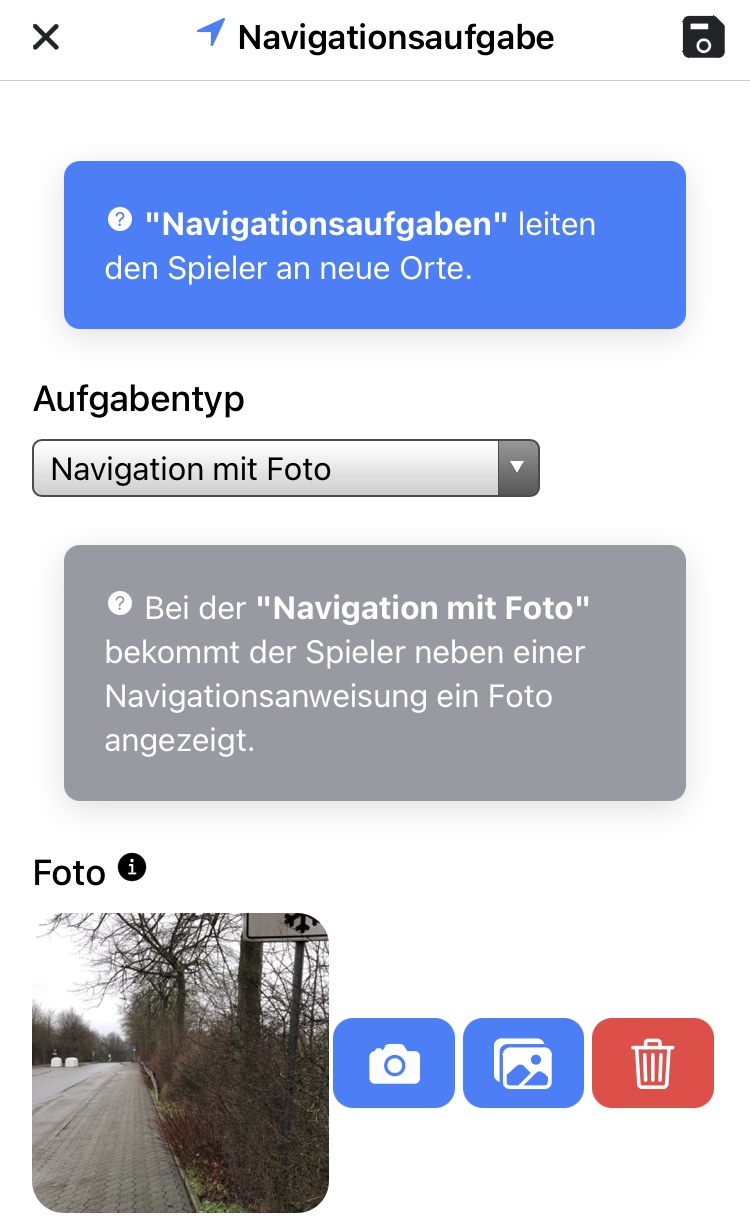 Navigationsaufgabe
"Navigationsaufgaben" leiten
den Spieler an neue Orte.
Aufgabentyp
Navigation mit Foto
Bei der "Navigation mit Foto"
bekommt der Spieler neben einer
Navigationsanweisung ein Foto
angezeigt.
Foto